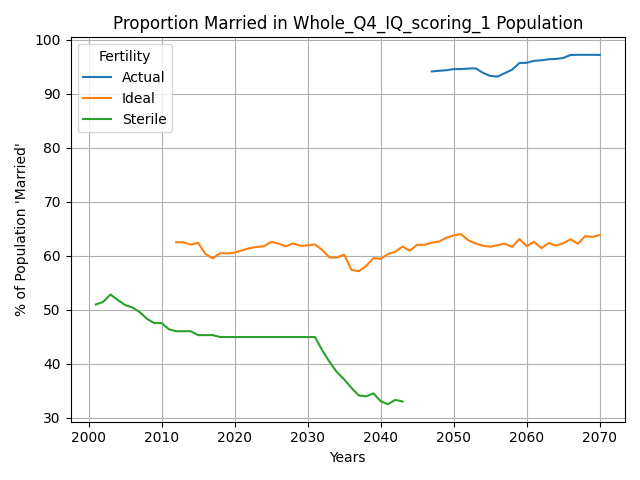 Proportion Married in Whole_Q4_IQ_scoring_1 Population
Fertility
Actual
Ideal
Sterile
% of Population 'Married'
100
90
80
70
60
50
40
30
2000 2010 2020 2030 2040 2050 2060 2070
Years